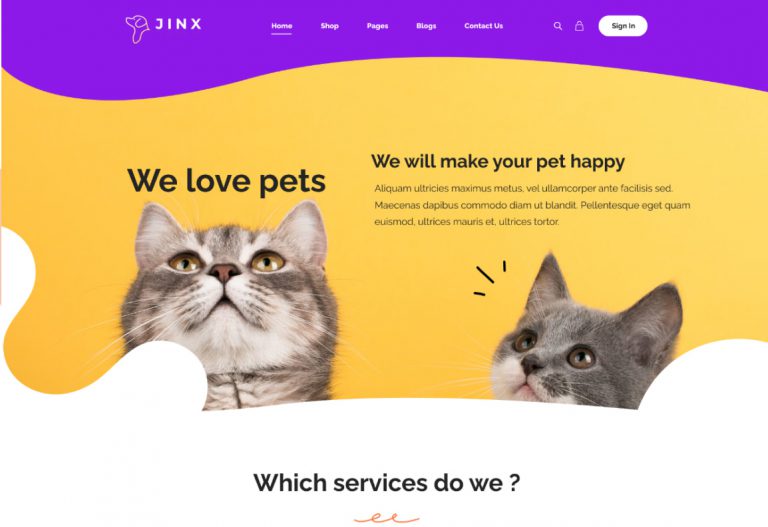 JINX
Home
Shop
Pages
Blogs
Contact Us
Sign In
We love pets
We will make your pet happy
Aliquam ultricies maximus metus, vel ullamcorper ante facilisis sed.
Maecenas dapibus commodo diam ut blandit. Pellentesque eget quam
euismod, ultrices mauris et, ultrices tortor.
Which services do we ?